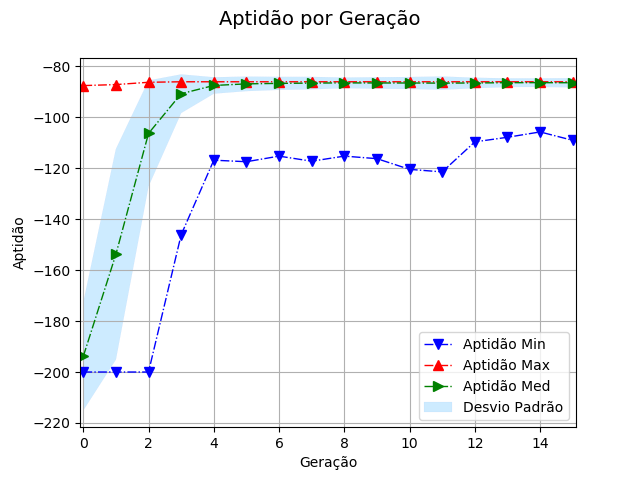 Aptidão por Geração
Aptidão
−80
−100
−120
−140
−160
−180
−200
−220
0
2
4
6
8
10
12
14
Geração
Aptidão Min
Aptidão Max
Aptidão Med
Desvio Padrão